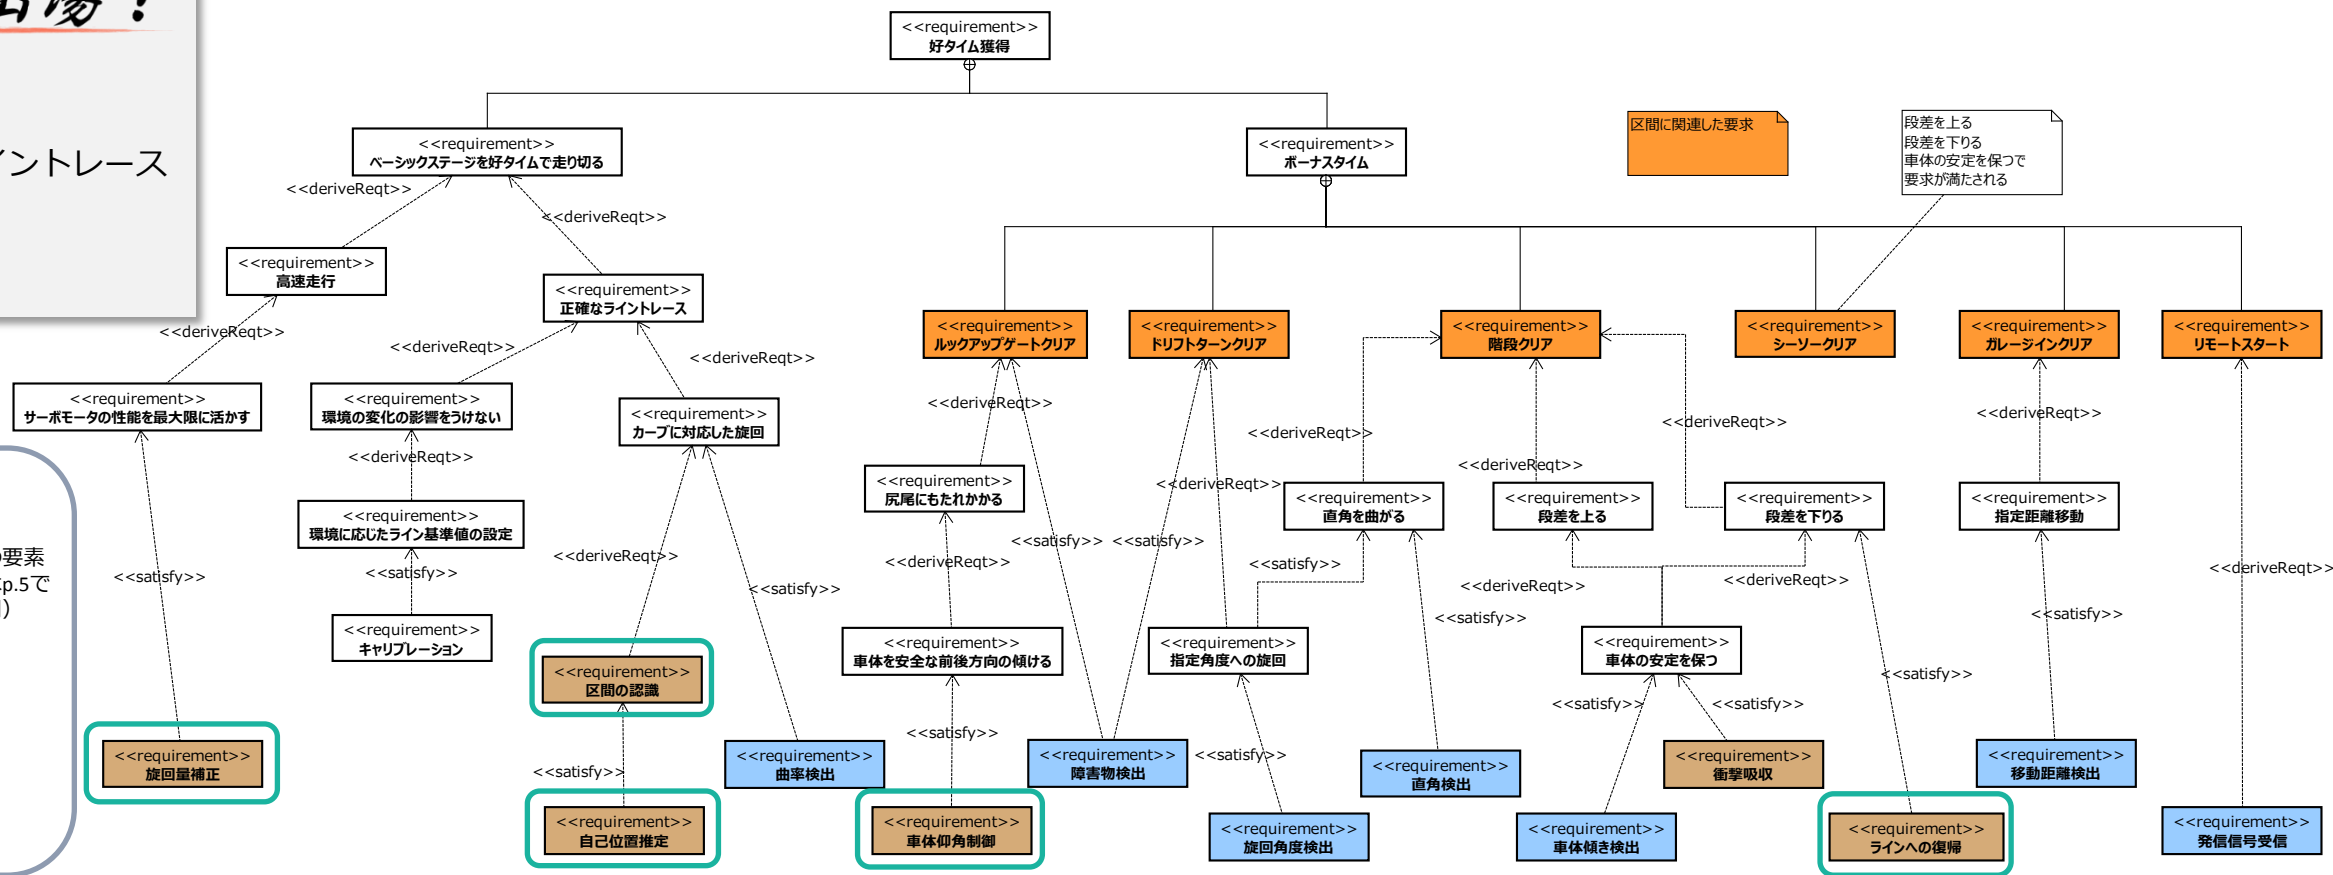 出場！
イントレース
の要素
p.5で
<<requirement>>
好タイム獲得
<<requirement>>
ベーシックステージを好タイムで走り切る
<<requirement>>
ボーナスタイム
区間に関連した要求
段差を上る
段差を下りる
車体の安定を保つで
要求が満たされる
<<deriveReqt>>
<<deriveReqt>>
<<requirement>>
高速走行
<<requirement>>
正確なライントレース
<<deriveReqt>>
<<deriveReqt>>
<<deriveReqt>>
<<requirement>>
ルックアップゲートクリア
<<requirement>>
ドリフトターンクリア
<<requirement>>
階段クリア
<<requirement>>
シーソークリア
<<requirement>>
ガレージインクリア
<<requirement>>
リモートスタート
<<requirement>>
サーボモータの性能を最大限に活かす
<<requirement>>
環境の変化の影響をうけない
<<requirement>>
カーブに対応した旋回
<<deriveReqt>>
<<deriveReqt>>
<<deriveReqt>>
<<deriveReqt>>
<<deriveReqt>>
<<deriveReqt>>
<<deriveReqt>>
<<requirement>>
尻尾にもたれかかる
<<deriveReqt>>
<<requirement>>
直角を曲がる
<<requirement>>
段差を上る
<<requirement>>
段差を下りる
<<requirement>>
指定距離移動
<<requirement>>
環境に応じたライン基準値の設定
<<satisfy>>
<<satisfy>>
<<deriveReqt>>
<<deriveReqt>>
<<satisfy>>
<<satisfy>>
<<satisfy>>
<<satisfy>>
<<deriveReqt>>
<<deriveReqt>>
<<deriveReqt>>
<<satisfy>>
<<satisfy>>
<<satisfy>>
<<requirement>>
キャリブレーション
<<requirement>>
区間の認識
<<requirement>>
車体を安全な前後方向の傾ける
<<requirement>>
指定角度への旋回
<<requirement>>
車体の安定を保つ
<<satisfy>>
<<satisfy>>
<<satisfy>>
<<satisfy>>
<<satisfy>>
<<satisfy>>
<<requirement>>
旋回量補正
<<requirement>>
曲率検出
<<requirement>>
障害物検出
<<requirement>>
直角検出
<<requirement>>
衝撃吸収
<<requirement>>
移動距離検出
<<requirement>>
自己位置推定
<<requirement>>
車体仰角制御
<<requirement>>
旋回角度検出
<<requirement>>
車体傾き検出
<<requirement>>
ラインへの復帰
<<requirement>>
発信信号受信